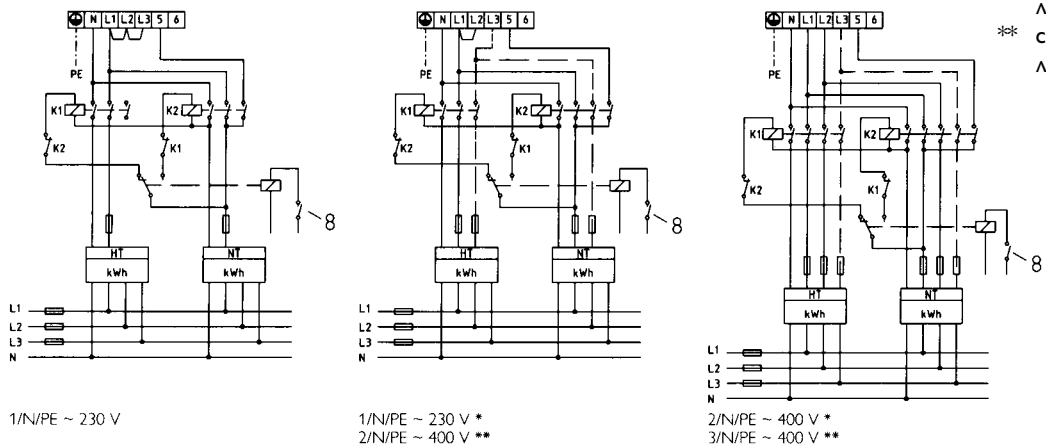 N L1 L2 L3 5 6
PE
K1
K2
K2
K1
8
HT
kWh
NT
kWh
L1
L2
L3
N
1/N/PE ~ 230 V
N L1 L2 L3 5 6
PE
K1
K2
K2
K1
8
HT
kWh
NT
kWh
L1
L2
L3
N
1/N/PE ~ 230 V *
2/N/PE ~ 400 V **
N L1 L2 L3 5 6
PE
K1
K2
K2
K1
8
HT
kWh
NT
kWh
L1
L2
L3
N
2/N/PE ~ 400 V *
3/N/PE ~ 400 V **
**